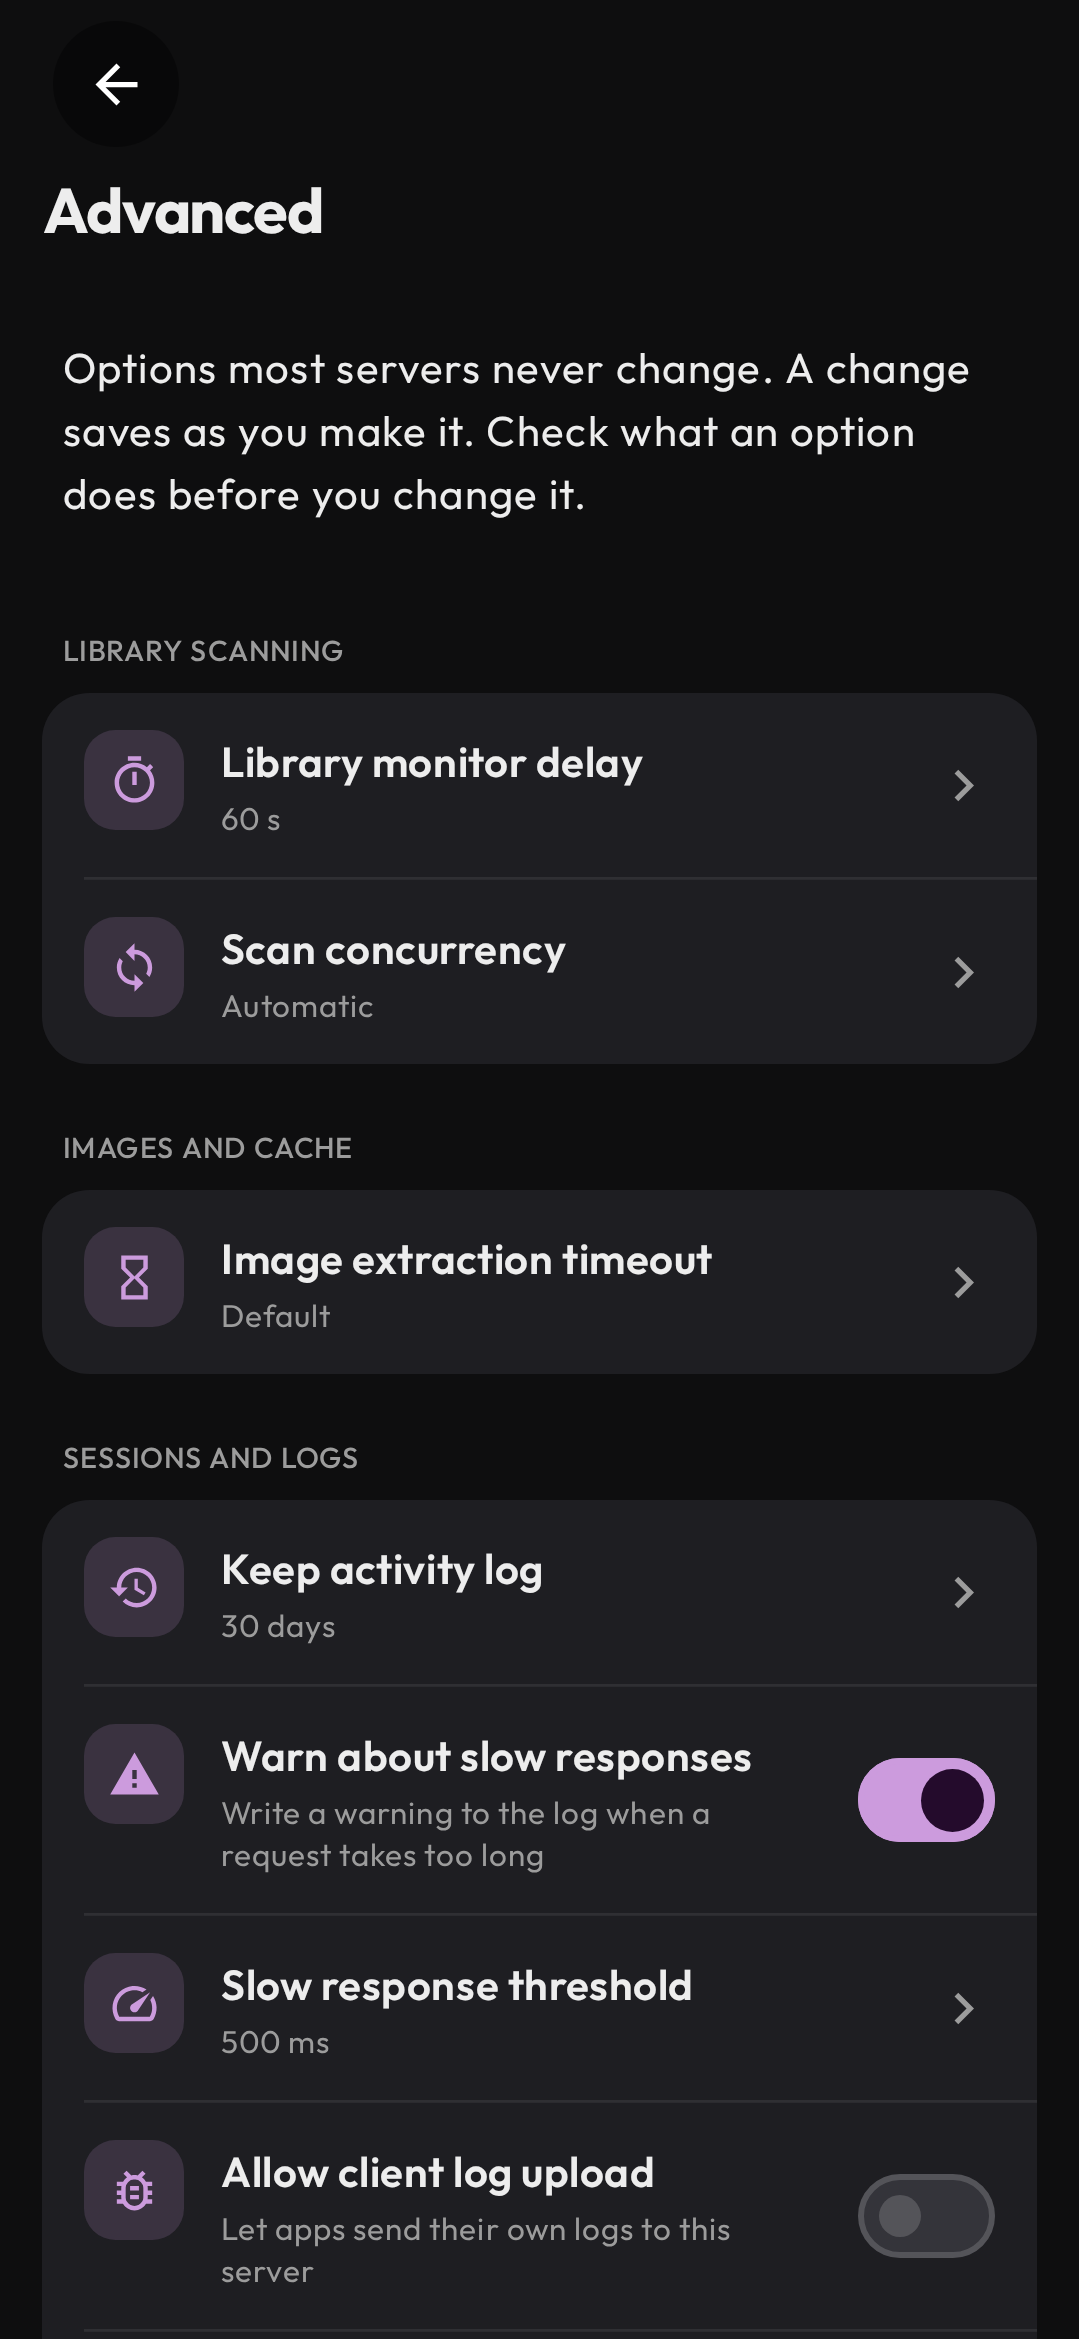 Advanced
Options most servers never change. A change
saves as you make it. Check what an option
does before you change it.
LIBRARY SCANNING
Library monitor delay
60 s
Scan concurrency
Automatic
IMAGES AND CACHE
Image extraction timeout
Default
SESSIONS AND LOGS
Keep activity log
30 days
Warn about slow responses
Write a warning to the log when a
request takes too long
Slow response threshold
500 ms
Allow client log upload
Let apps send their own logs to this
server